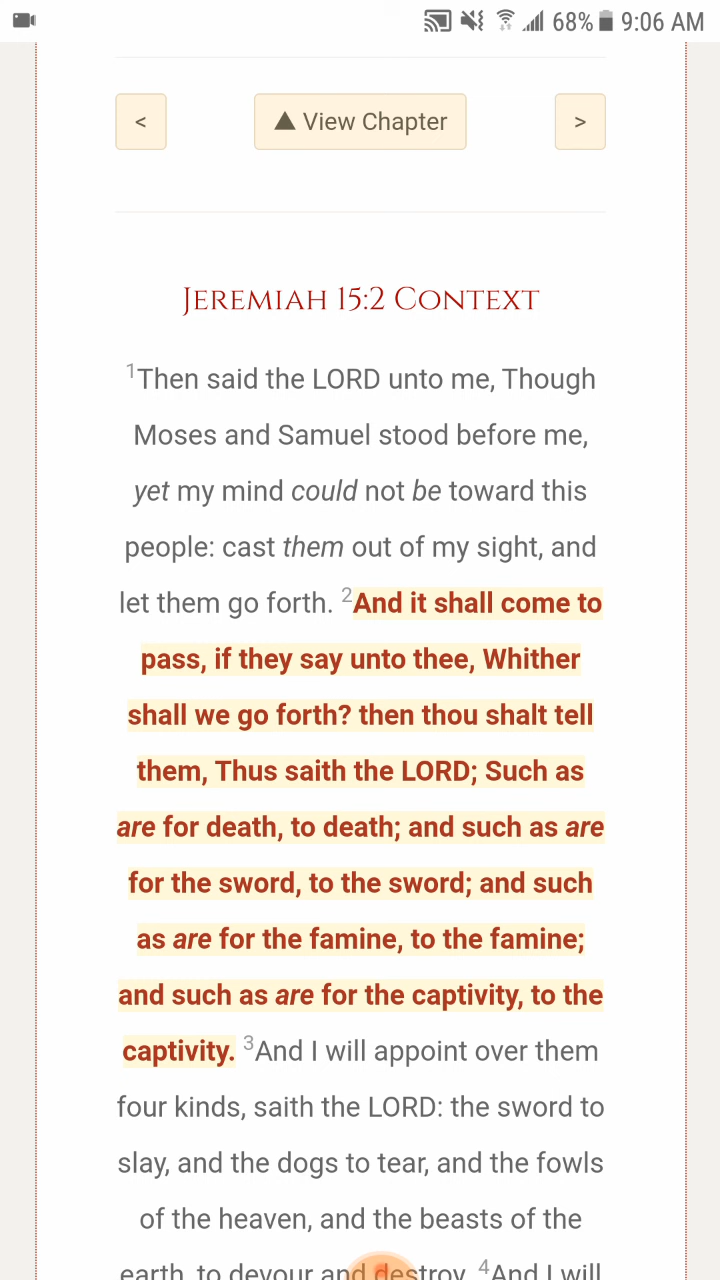 68% 9:06 AM
<
▲ View Chapter
>
Jeremiah 15:2 Context
1Then said the LORD unto me, Though
Moses and Samuel stood before me,
yet my mind could not be toward this
people: cast them out of my sight, and
let them go forth. 2And it shall come to
pass, if they say unto thee, Whither
shall we go forth? then thou shalt tell
them, Thus saith the LORD; Such as
are for death, to death; and such as are
for the sword, to the sword; and such
as are for the famine, to the famine;
and such as are for the captivity, to the
captivity. 3And I will appoint over them
four kinds, saith the LORD: the sword to
slay, and the dogs to tear, and the fowls
of the heaven, and the beasts of the
earth, to devour and destroy. 4And I will